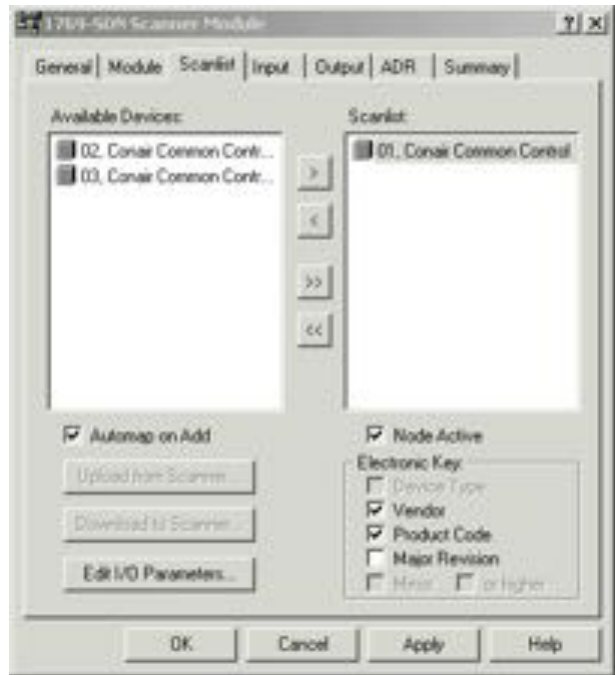 1769-SDN Scanner Module
General Module Scanlist Input Output ADR Summary
Available Devices:
02, Conair Common Contr...
03, Conair Common Contr...
>
<
>>
<<
Scanlist:
01, Conair Common Control
Automap on Add
Upload from Scanner...
Download to Scanner...
Edit I/O Parameters...
Node Active
Electronic Key:
Device Type
Vendor
Product Code
Major Revision
Minor or higher
OK Cancel Apply Help